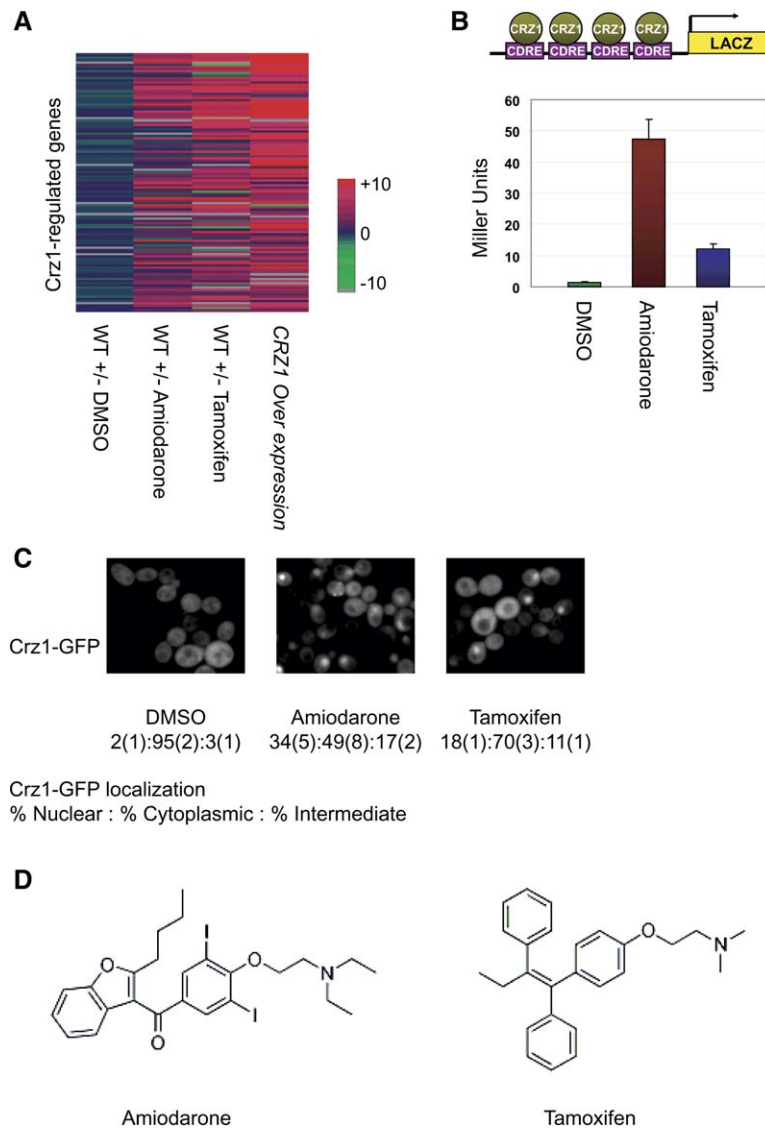 A
Crz1-regulated genes
+10
0
-10
WT +/- DMSO
WT +/- Amiodarone
WT +/- Tamoxifen
CRZ1 Over expression
B
CRZ1 CRZ1 CRZ1 CRZ1
CDRE CDRE CDRE CDRE
LACZ
Miller Units
60
50
40
30
20
10
0
DMSO
Amiodarone
Tamoxifen
C
Crz1-GFP
DMSO
2(1):95(2):3(1)
Amiodarone
34(5):49(8):17(2)
Tamoxifen
18(1):70(3):11(1)
Crz1-GFP localization
% Nuclear : % Cytoplasmic : % Intermediate
D
O
O
I
I
O
N
Amiodarone
O
N
Tamoxifen